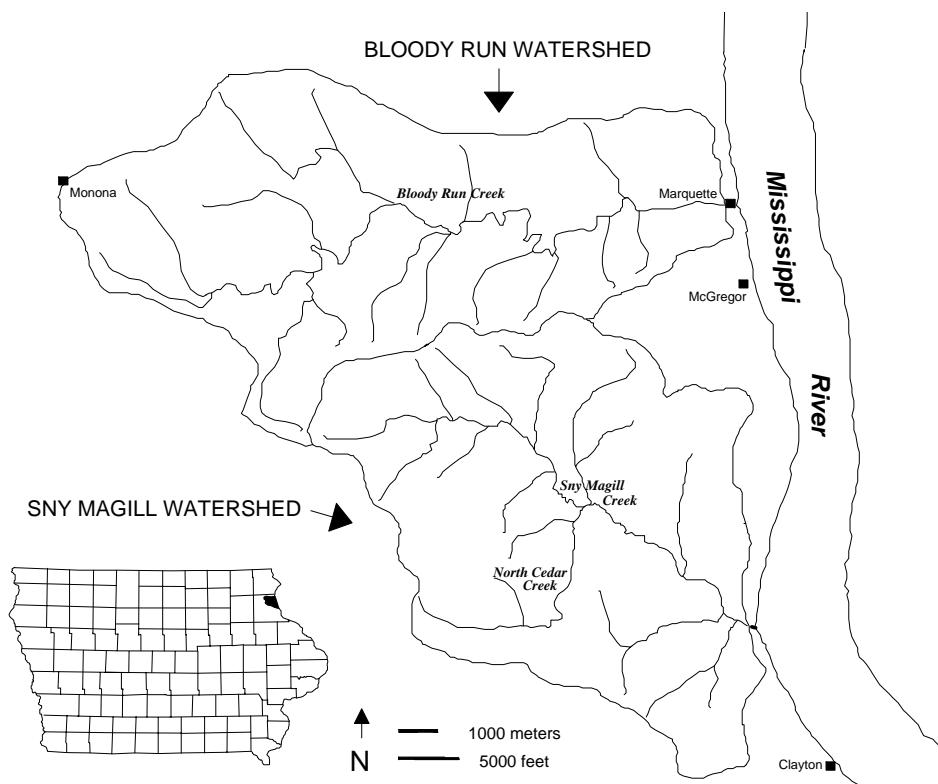 BLOODY RUN WATERSHED
Monona
Bloody Run Creek
Marquette
Mississippi
McGregor
River
Sny Magill
Creek
SNY MAGILL WATERSHED
North Cedar
Creek
1000 meters
N
5000 feet
Clayton